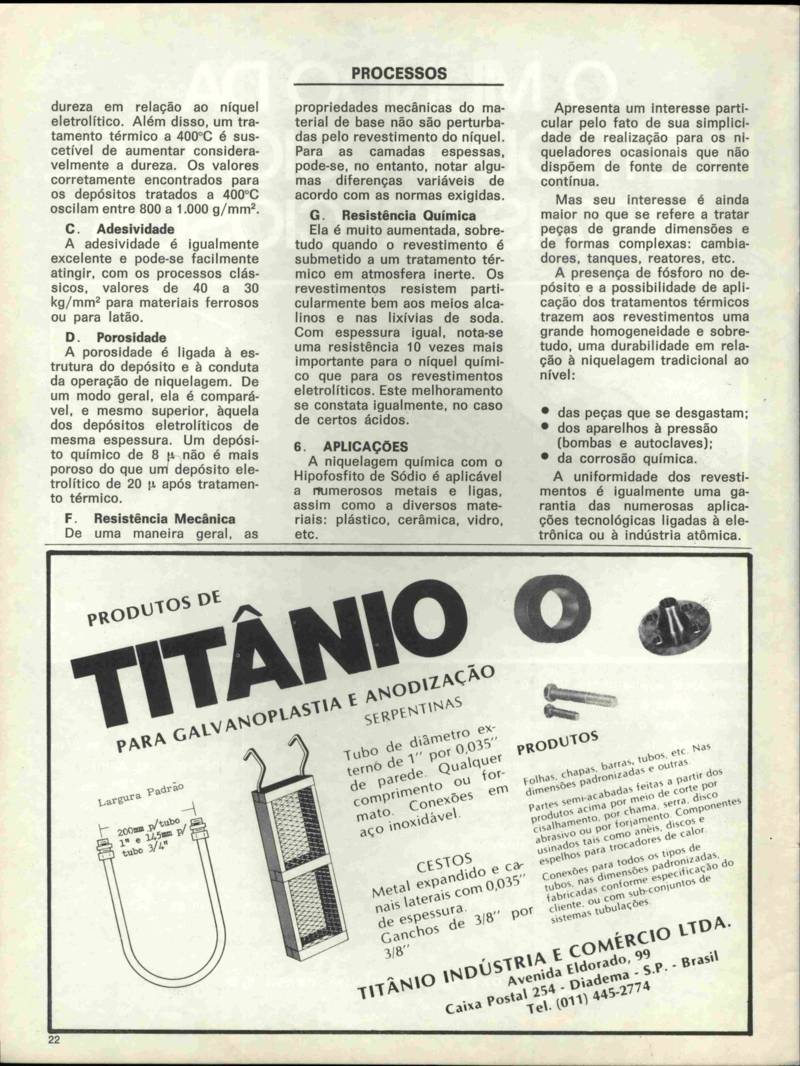 PROCESSOS
dureza em relação ao níquel
eletrolítico. Além disso, um tra-
tamento térmico a 400°C é sus-
cetível de aumentar considera-
velmente a dureza. Os valores
corretamente encontrados para
os depósitos tratados a 400°C
oscilam entre 800 a 1.000 g/mm².
C. Adesividade
A adesividade é igualmente
excelente e pode-se facilmente
atingir, com os processos clás-
sicos, valores de 40 a 30
kg/mm² para materiais ferrosos
ou para latão.
D. Porosidade
A porosidade é ligada à es-
trutura do depósito e à conduta
da operação de niquelagem. De
um modo geral, ela é compará-
vel, e mesmo superior, àquela
dos depósitos eletrolíticos de
mesma espessura. Um depósi-
to químico de 8 µ não é mais
poroso do que um depósito ele-
trolítico de 20 µ após tratamen-
to térmico.
F. Resistência Mecânica
De uma maneira geral, as
propriedades mecânicas do ma-
terial de base não são perturba-
das pelo revestimento do níquel.
Para as camadas espessas,
pode-se, no entanto, notar algu-
mas diferenças variáveis de
acordo com as normas exigidas.
G. Resistência Química
Ela é muito aumentada, sobre-
tudo quando o revestimento é
submetido a um tratamento tér-
mico em atmosfera inerte. Os
revestimentos resistem parti-
cularmente bem aos meios alca-
linos e nas lixívias de soda.
Com espessura igual, nota-se
uma resistência 10 vezes mais
importante para o níquel quími-
co que para os revestimentos
eletrolíticos. Este melhoramento
se constata igualmente, no caso
de certos ácidos.
6. APLICAÇÕES
A niquelagem química com o
Hipofosfito de Sódio é aplicável
a numerosos metais e ligas,
assim como a diversos mate-
riais: plástico, cerâmica, vidro,
etc.
Apresenta um interesse parti-
cular pelo fato de sua simplici-
dade de realização para os ni-
queladores ocasionais que não
dispõem de fonte de corrente
contínua.
Mas seu interesse é ainda
maior no que se refere a tratar
peças de grande dimensões e
de formas complexas: cambia-
dores, tanques, reatores, etc.
A presença de fósforo no de-
pósito e a possibilidade de apli-
cação dos tratamentos térmicos
trazem aos revestimentos uma
grande homogeneidade e sobre-
tudo, uma durabilidade em rela-
ção à niquelagem tradicional ao
nível:
• das peças que se desgastam;
• dos aparelhos à pressão
(bombas e autoclaves);
• da corrosão química.
A uniformidade dos revesti-
mentos é igualmente uma ga-
rantia das numerosas aplica-
ções tecnológicas ligadas à ele-
trônica ou à indústria atômica.
PRODUTOS DE
TITÂNIO
PARA GALVANOPLASTIA E ANODIZAÇÃO
Largura Padrão
200mm p/tubo
1" e 145mm p/
tubo 3/4"
SERPENTINAS
Tubo de diâmetro ex-
terno de 1" por 0,035"
de parede. Qualquer
comprimento ou for-
mato. Conexões em
aço inoxidável.
CESTOS
Metal expandido e ca-
nais laterais com 0,035"
de espessura.
Ganchos de 3/8" por
3/8"
PRODUTOS
Folhas, chapas, barras, tubos, etc. Nas
dimensões padronizadas e outras.
Partes semi-acabadas feitas a partir dos
produtos acima por meio de corte por
cisalhamento, por chama, serra, disco
abrasivo ou por forjamento. Componentes
usinados tais como anéis, discos e
espelhos para trocadores de calor.
Conexões para todos os tipos de
tubos, nas dimensões padronizadas,
fabricadas conforme especificação do
cliente, ou com sub-conjuntos de
sistemas tubulações.
TITÂNIO INDÚSTRIA E COMÉRCIO LTDA.
Avenida Eldorado, 99
Caixa Postal 254 - Diadema - S.P. - Brasil
Tel. (011) 445-2774
22